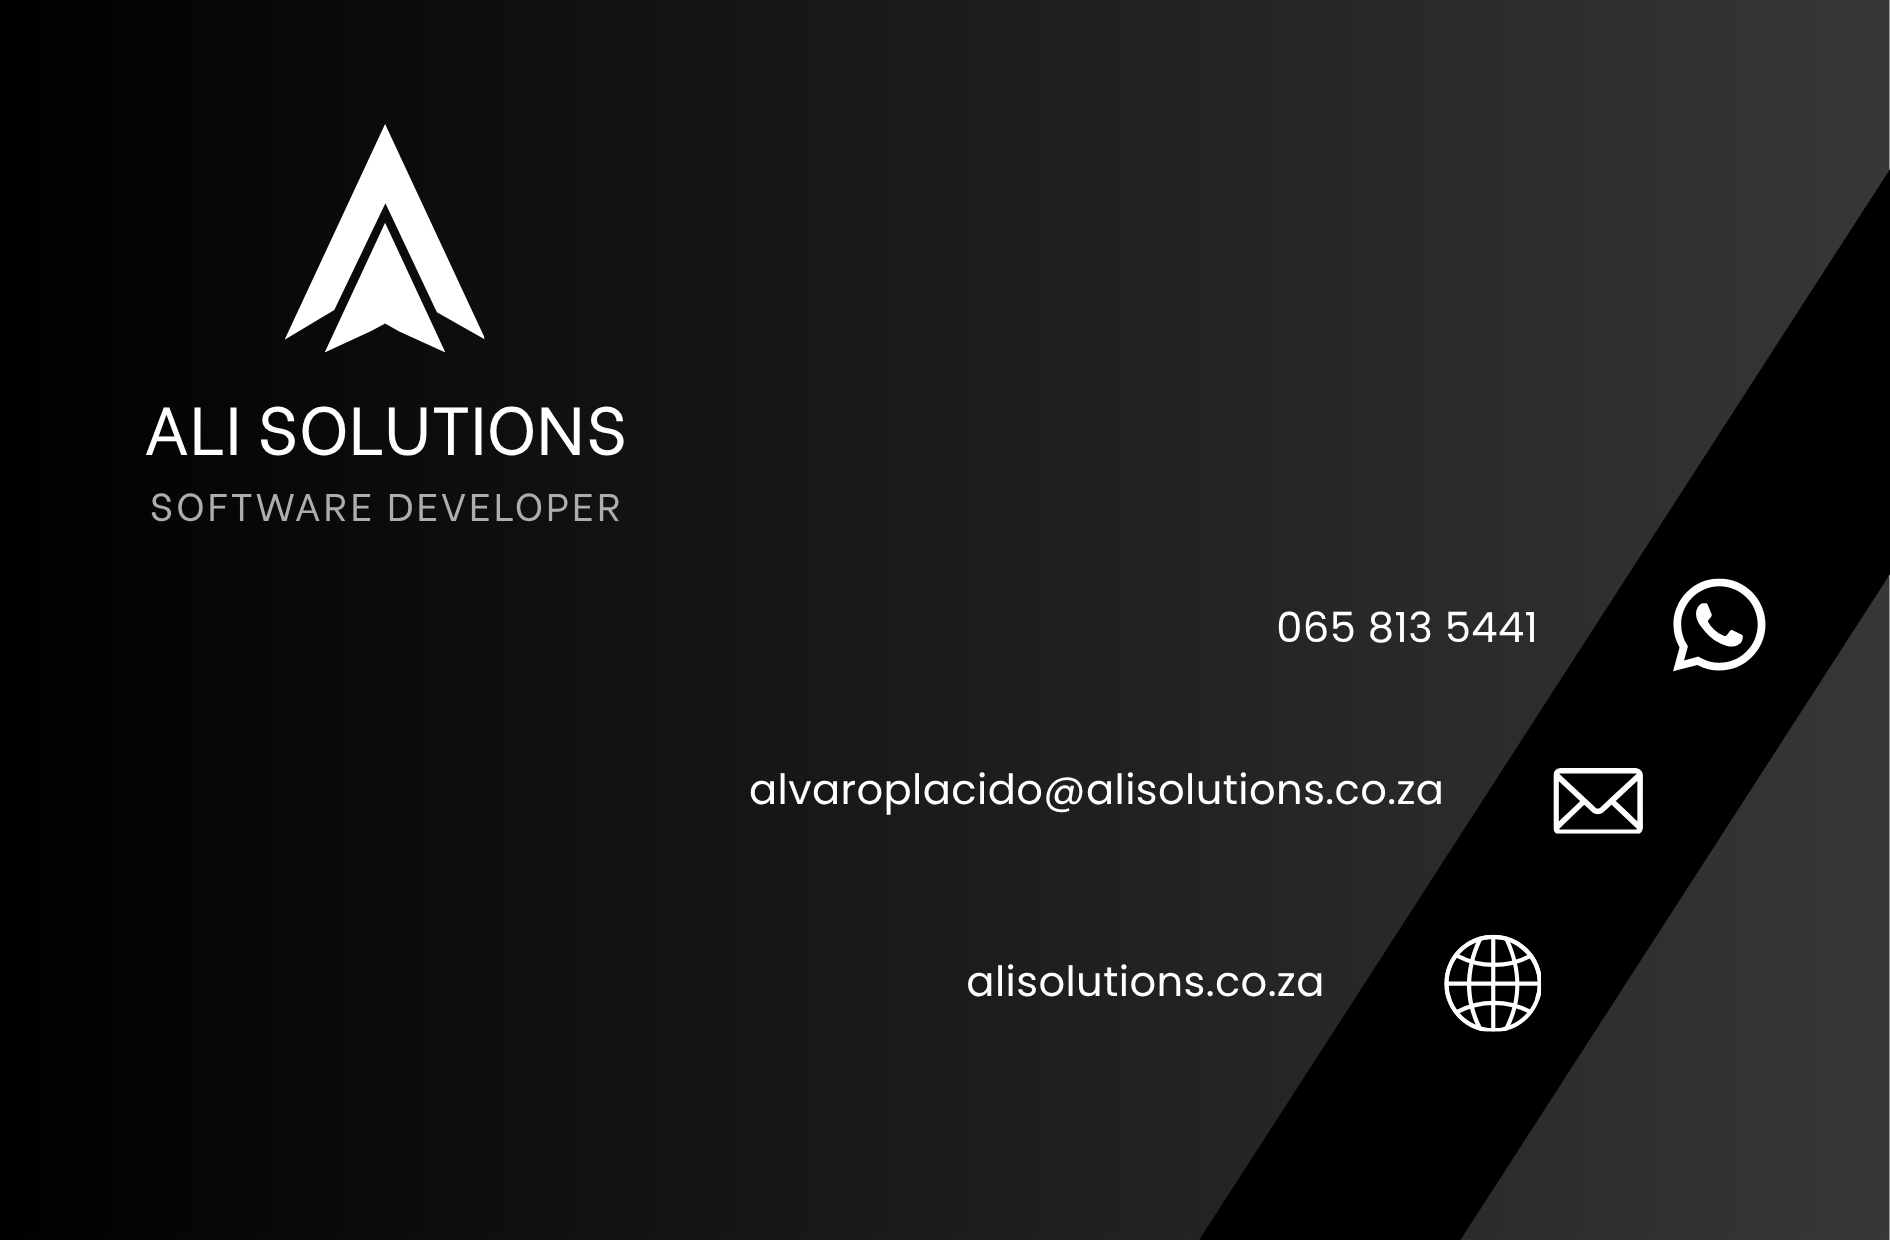 ALI SOLUTIONS
SOFTWARE DEVELOPER
065 813 5441
alvaroplacido@alisolutions.co.za
alisolutions.co.za